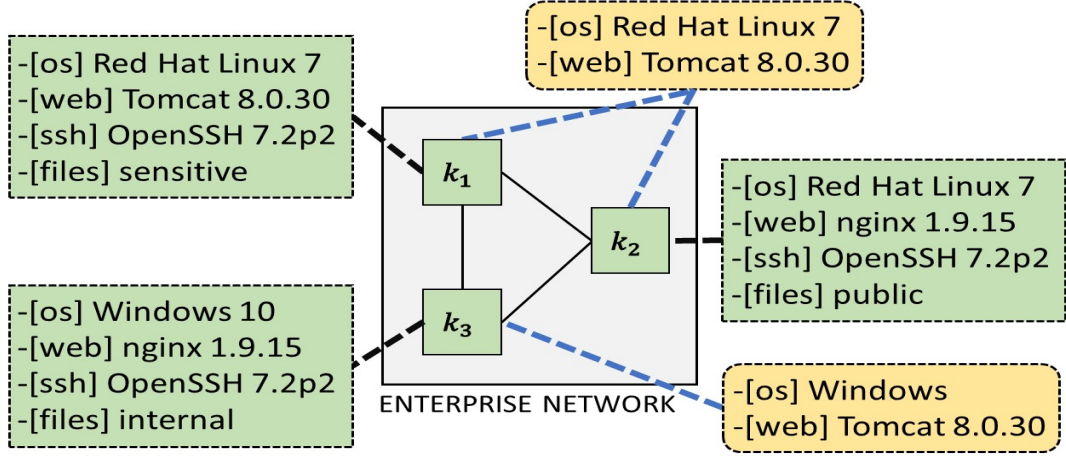 -[os] Red Hat Linux 7
-[web] Tomcat 8.0.30
-[ssh] OpenSSH 7.2p2
-[files] sensitive
-[os] Red Hat Linux 7
-[web] Tomcat 8.0.30
k1
k2
k3
-[os] Red Hat Linux 7
-[web] nginx 1.9.15
-[ssh] OpenSSH 7.2p2
-[files] public
-[os] Windows 10
-[web] nginx 1.9.15
-[ssh] OpenSSH 7.2p2
-[files] internal
ENTERPRISE NETWORK
-[os] Windows
-[web] Tomcat 8.0.30